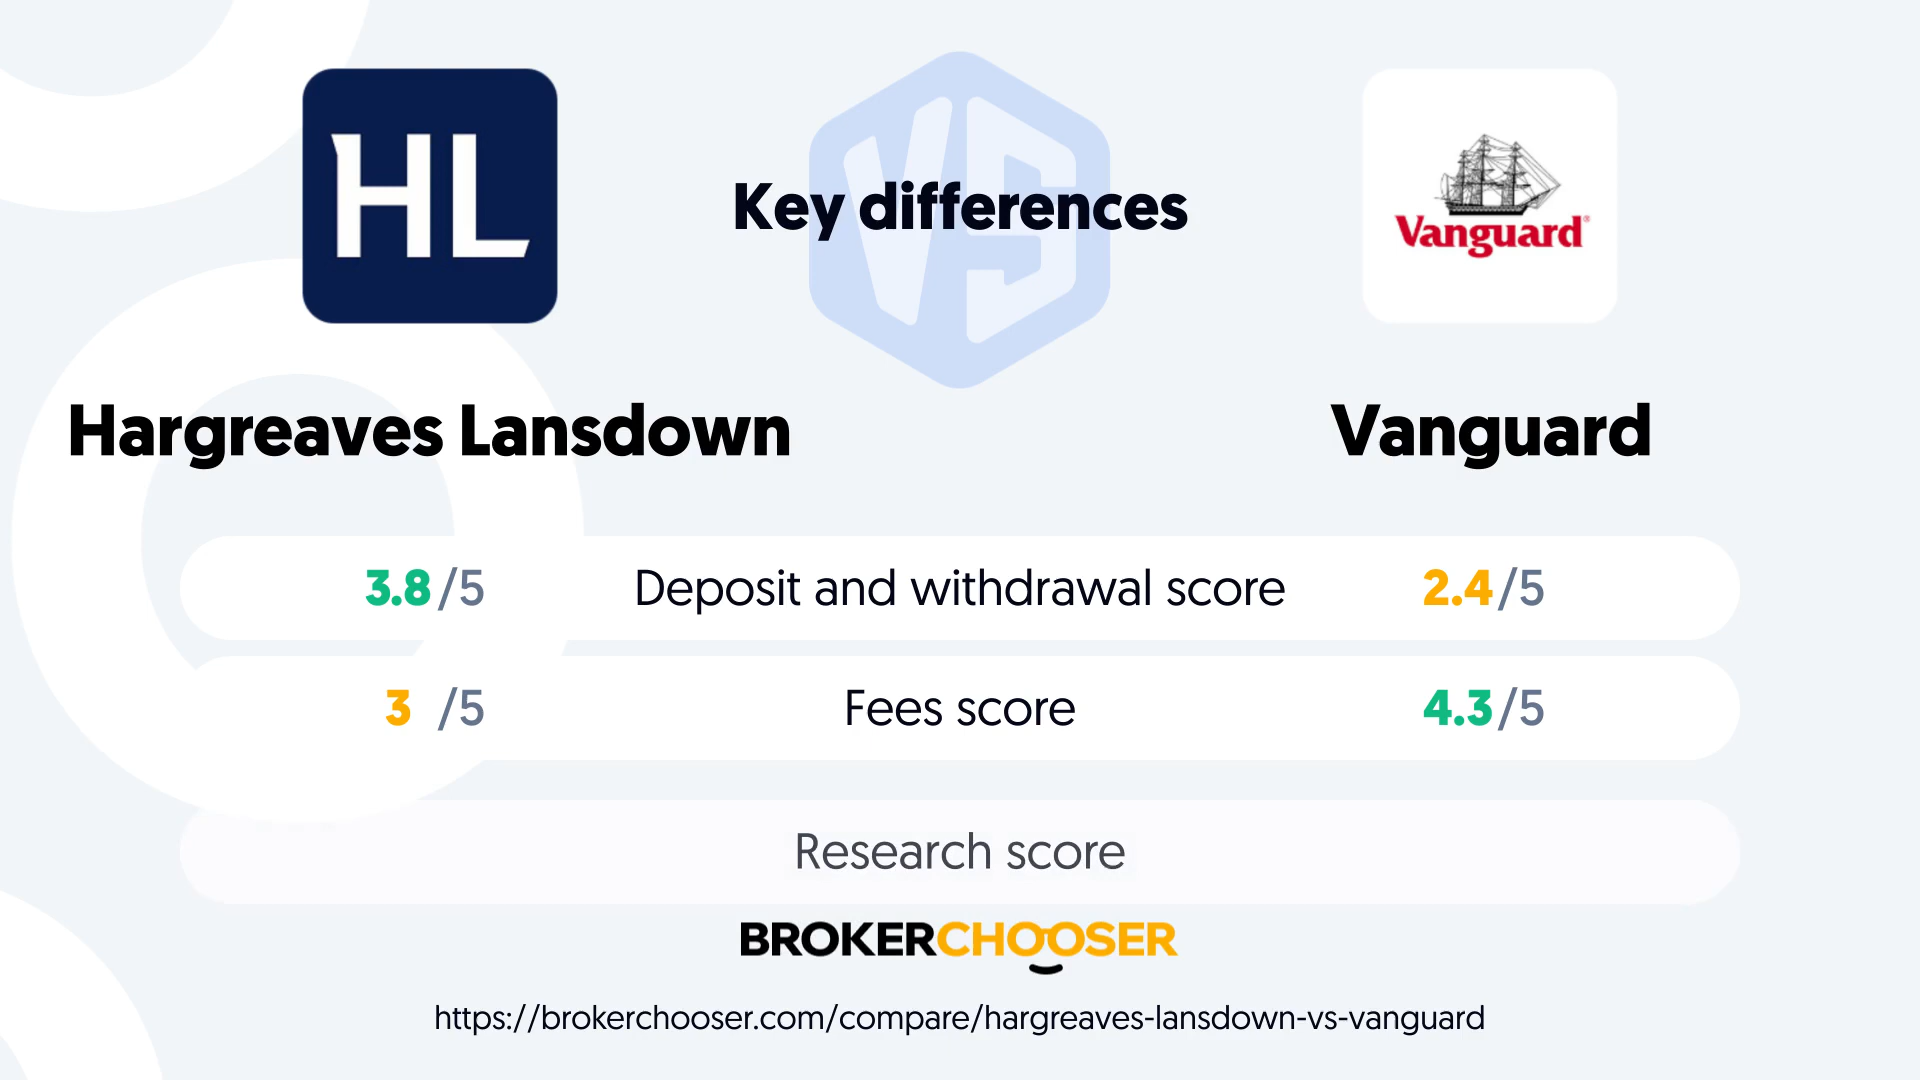 HL
VS
Key differences
Vanguard®
Hargreaves Lansdown
Vanguard
3.8/5 Deposit and withdrawal score 2.4/5
3 /5 Fees score 4.3/5
Research score
BROKERCHOOSER
https://brokerchooser.com/compare/hargreaves-lansdown-vs-vanguard